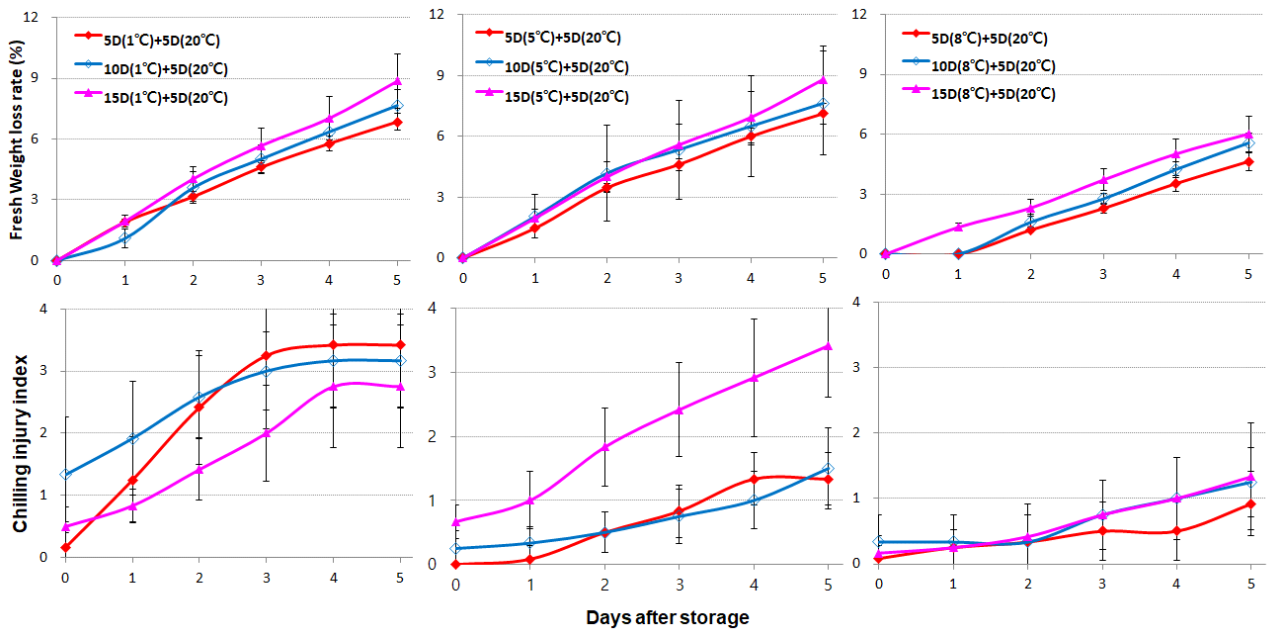 12
9
6
3
0
Fresh Weight loss rate (%)
5D(1℃)+5D(20℃)
10D(1℃)+5D(20℃)
15D(1℃)+5D(20℃)
0 1 2 3 4 5
12
9
6
3
0
5D(5℃)+5D(20℃)
10D(5℃)+5D(20℃)
15D(5℃)+5D(20℃)
0 1 2 3 4 5
12
9
6
3
0
5D(8℃)+5D(20℃)
10D(8℃)+5D(20℃)
15D(8℃)+5D(20℃)
0 1 2 3 4 5
4
3
2
1
0
Chilling injury index
0 1 2 3 4 5
4
3
2
1
0
0 1 2 3 4 5
4
3
2
1
0
0 1 2 3 4 5
Days after storage